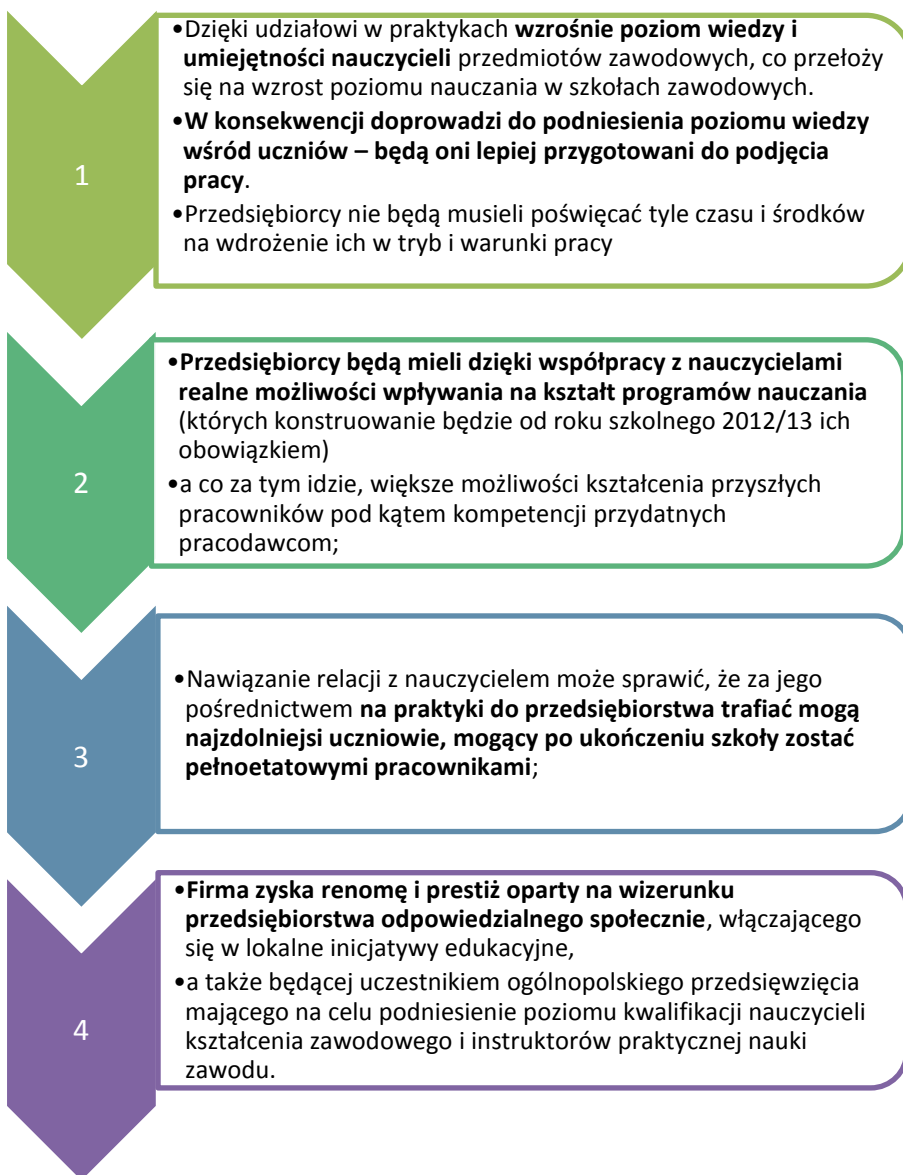 1
•Dzięki udziałowi w praktykach wzrośnie poziom wiedzy i
umiejętności nauczycieli przedmiotów zawodowych, co przełoży
się na wzrost poziomu nauczania w szkołach zawodowych.
•W konsekwencji doprowadzi do podniesienia poziomu wiedzy
wśród uczniów – będą oni lepiej przygotowani do podjęcia
pracy.
•Przedsiębiorcy nie będą musieli poświęcać tyle czasu i środków
na wdrożenie ich w tryb i warunki pracy
2
•Przedsiębiorcy będą mieli dzięki współpracy z nauczycielami
realne możliwości wpływania na kształt programów nauczania
(których konstruowanie będzie od roku szkolnego 2012/13 ich
obowiązkiem)
•a co za tym idzie, większe możliwości kształcenia przyszłych
pracowników pod kątem kompetencji przydatnych
pracodawcom;
3
•Nawiązanie relacji z nauczycielem może sprawić, że za jego
pośrednictwem na praktyki do przedsiębiorstwa trafiać mogą
najzdolniejsi uczniowie, mogący po ukończeniu szkoły zostać
pełnoetatowymi pracownikami;
4
•Firma zyska renomę i prestiż oparty na wizerunku
przedsiębiorstwa odpowiedzialnego społecznie, włączającego
się w lokalne inicjatywy edukacyjne,
•a także będącej uczestnikiem ogólnopolskiego przedsięwzięcia
mającego na celu podniesienie poziomu kwalifikacji nauczycieli
kształcenia zawodowego i instruktorów praktycznej nauki
zawodu.